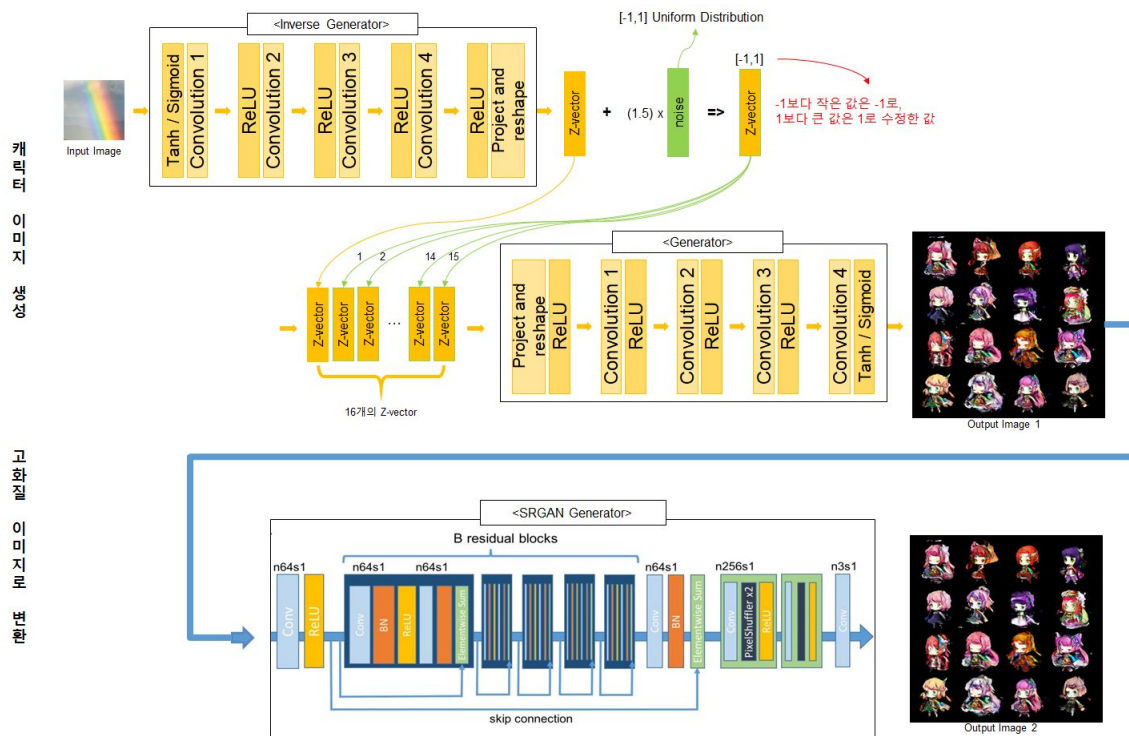 캐릭터 이미지 생성
<Inverse Generator>
Input Image
Tanh / Sigmoid
Convolution 1
ReLU
Convolution 2
ReLU
Convolution 3
ReLU
Convolution 4
ReLU
Project and
reshape
Z-vector
+
(1.5) x
noise
=>
[-1,1] Uniform Distribution
[-1,1]
Z-vector
-1보다 작은 값은 -1로,
1보다 큰 값은 1로 수정한 값
1
2
14
15
Z-vector
Z-vector
Z-vector
...
Z-vector
Z-vector
16개의 Z-vector
<Generator>
Project and
reshape
ReLU
Convolution 1
ReLU
Convolution 2
ReLU
Convolution 3
ReLU
Convolution 4
Tanh / Sigmoid
Output Image 1
고화질 이미지로 변환
<SRGAN Generator>
B residual blocks
n64s1
n64s1
n64s1
n64s1
n256s1
n3s1
Conv
ReLU
Conv
BN
ReLU
Elementwise Sum
Conv
BN
Elementwise Sum
Conv
PixelShuffler x2
ReLU
Conv
skip connection
Output Image 2